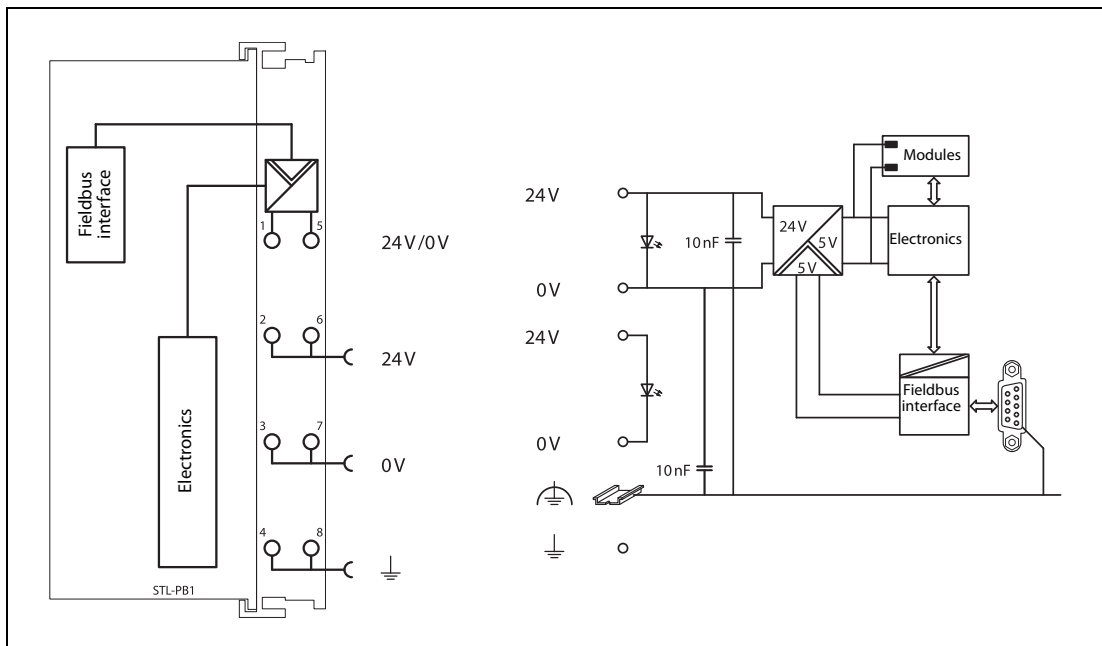 Fieldbus
interface
Electronics
STL-PB1
1
5
24V/0V
2
6
24V
3
7
0V
4
8
24V
0V
24V
0V
10nF
10nF
24V
5V
5V
Modules
Electronics
Fieldbus
interface